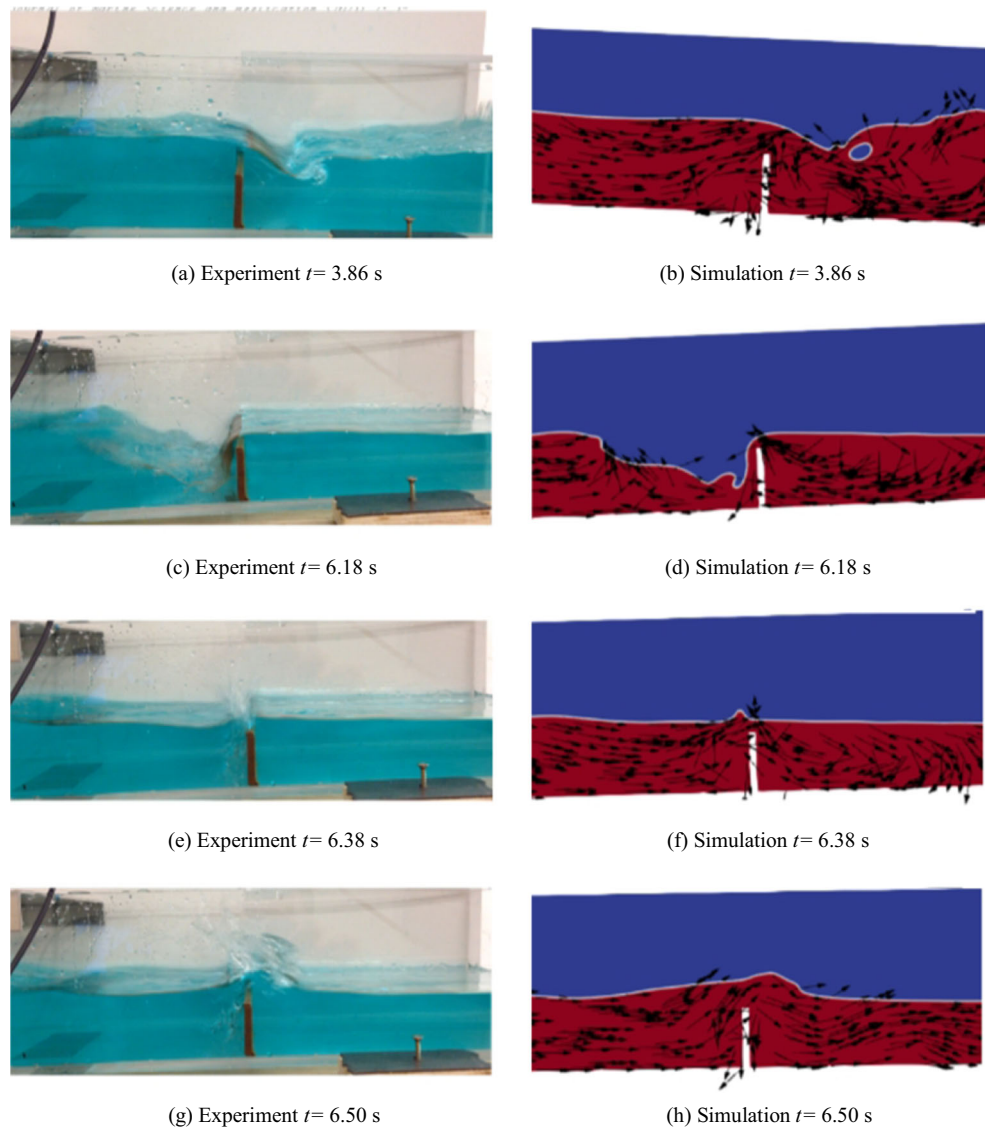 (a) Experiment t= 3.86 s
(b) Simulation t= 3.86 s
(c) Experiment t= 6.18 s
(d) Simulation t= 6.18 s
(e) Experiment t= 6.38 s
(f) Simulation t= 6.38 s
(g) Experiment t= 6.50 s
(h) Simulation t= 6.50 s